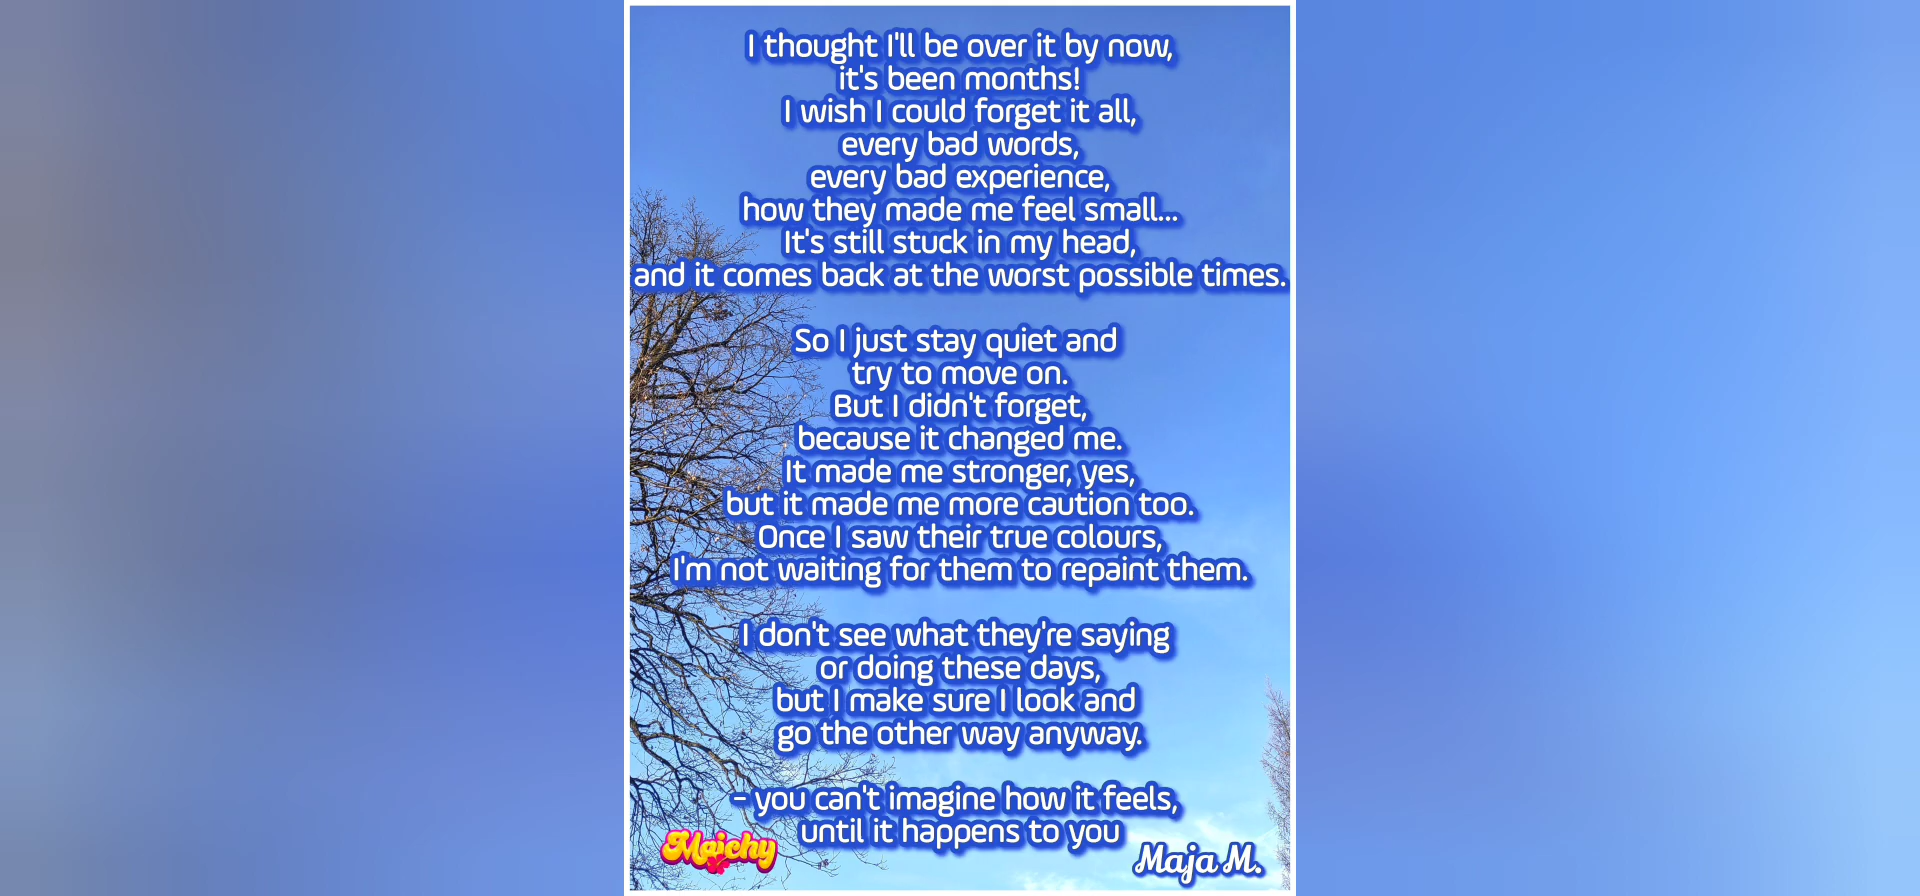 I thought I'll be over it by now,
it's been months!
I wish I could forget it all,
every bad words,
every bad experience,
how they made me feel small...
It's still stuck in my head,
and it comes back at the worst possible times.
So I just stay quiet and
try to move on.
But I didn't forget,
because it changed me.
It made me stronger, yes,
but it made me more caution too.
Once I saw their true colours,
I'm not waiting for them to repaint them.
I don't see what they're saying
or doing these days,
but I make sure I look and
go the other way anyway.
- you can't imagine how it feels,
until it happens to you
Majchy
Maja M.